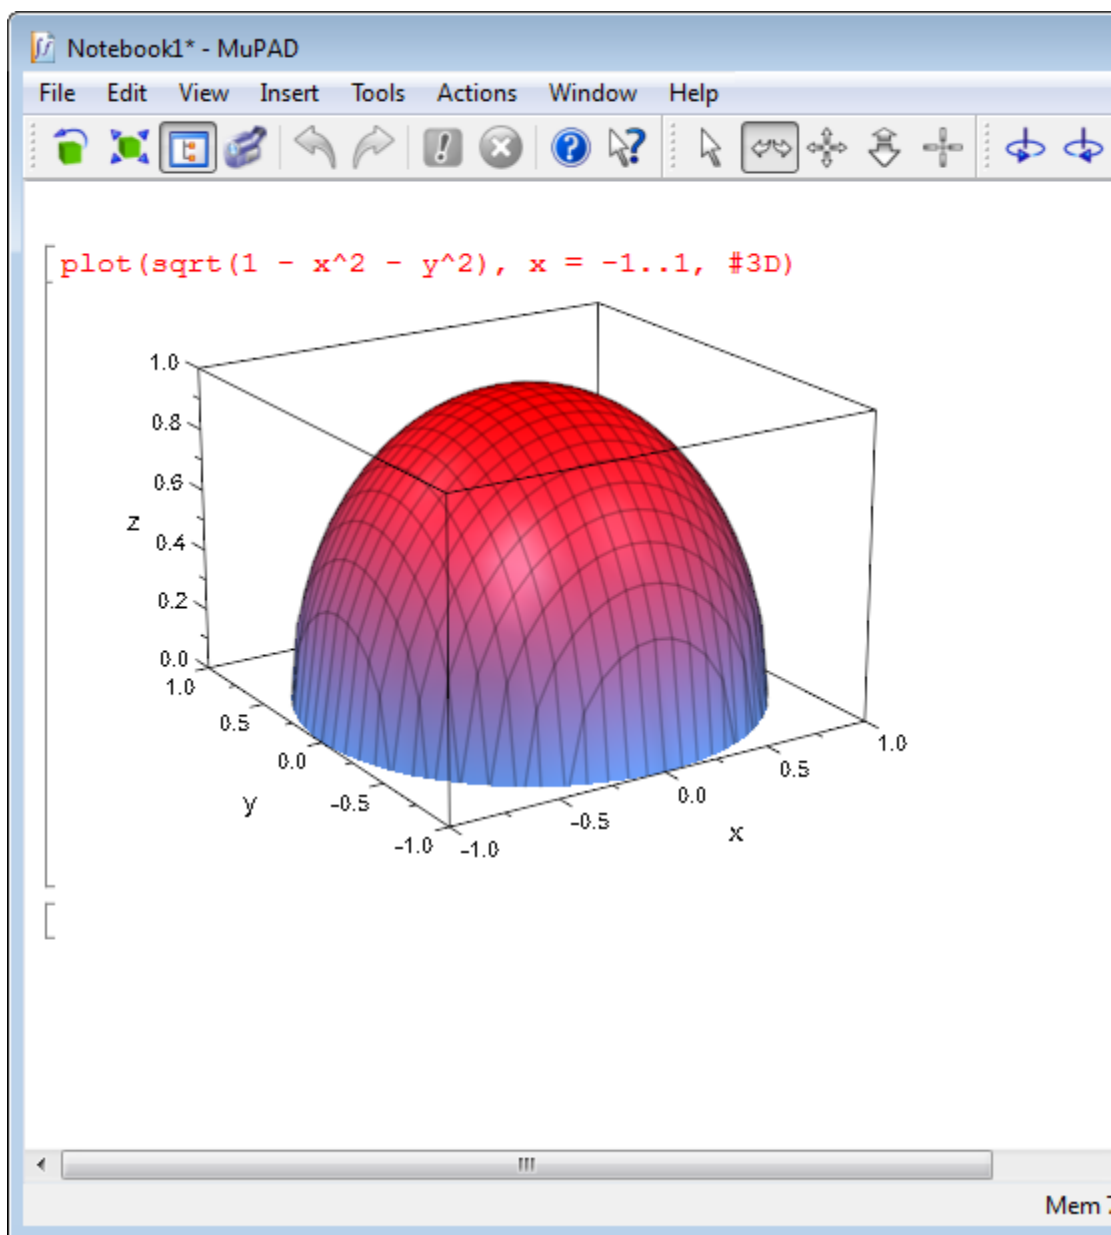 Notebook1* - MuPAD
File Edit View Insert Tools Actions Window Help
plot(sqrt(1 - x^2 - y^2), x = -1..1, #3D)
1.0
0.8
0.6
z
0.4
0.2
0.0
1.0
0.5
0.0
y
-0.5
-1.0
-1.0
-0.5
x
0.0
0.5
1.0
Mem